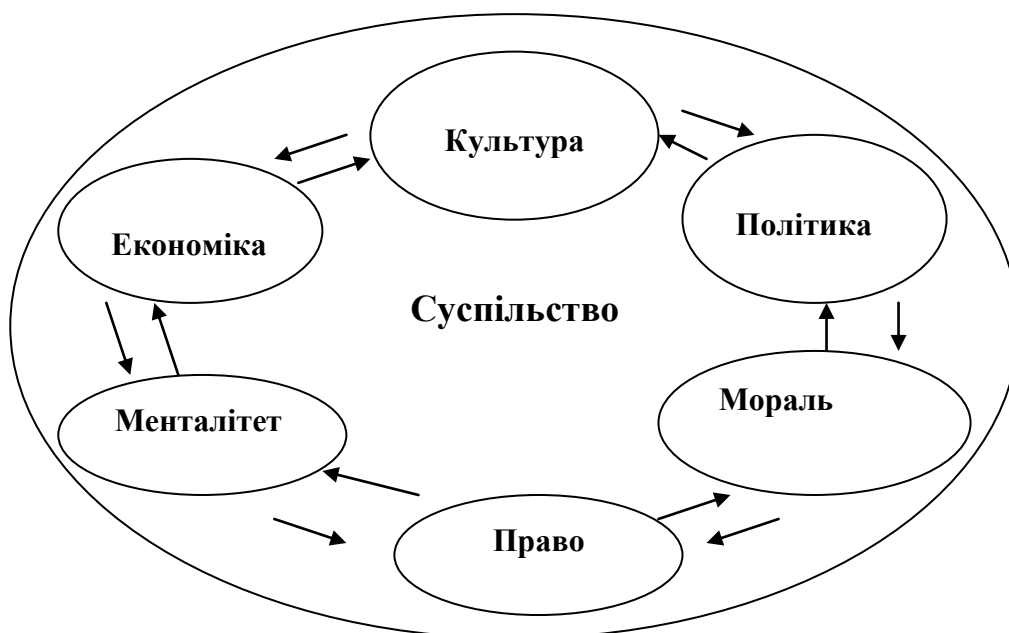 Культура
Політика
Економіка
Суспільство
Мораль
Менталітет
Право